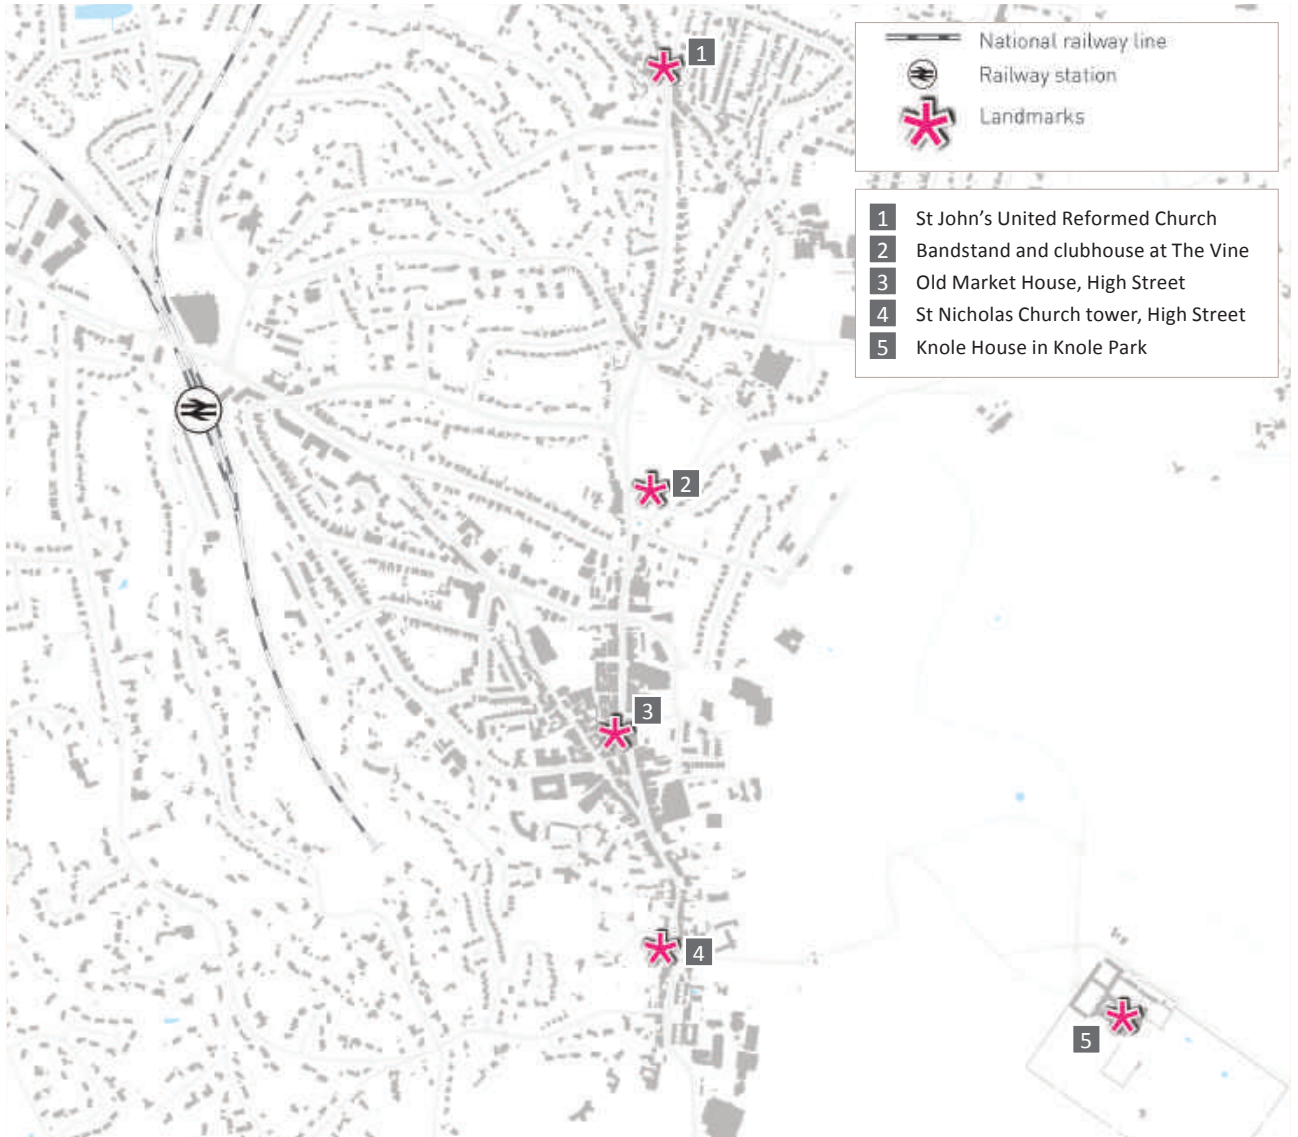 National railway line
Railway station
Landmarks
1 St John’s United Reformed Church
2 Bandstand and clubhouse at The Vine
3 Old Market House, High Street
4 St Nicholas Church tower, High Street
5 Knole House in Knole Park
1
2
3
4
5